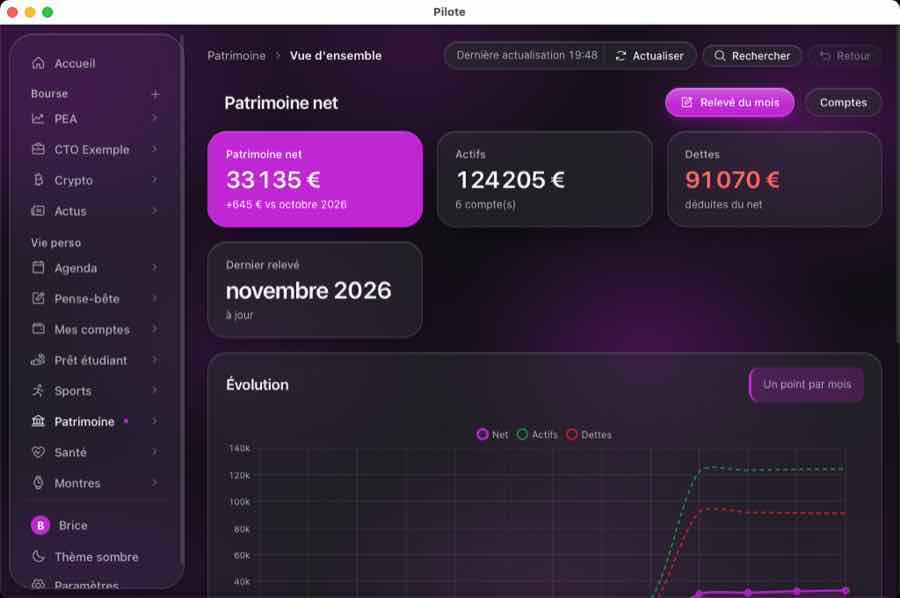 Pilote
Accueil
Bourse
PEA
CTO Exemple
Crypto
Actus
Vie perso
Agenda
Pense-bête
Mes comptes
Prêt étudiant
Sports
Patrimoine
Santé
Montres
B Brice
Thème sombre
Paramètres
Patrimoine > Vue d'ensemble
Dernière actualisation 19:48
Actualiser
Rechercher
Retour
Patrimoine net
Relevé du mois
Comptes
Patrimoine net
33 135 €
+645 € vs octobre 2026
Actifs
124 205 €
6 compte(s)
Dettes
91 070 €
déduites du net
Dernier relevé
novembre 2026
à jour
Évolution
Un point par mois
Net Actifs Dettes
140k
120k
100k
80k
60k
40k